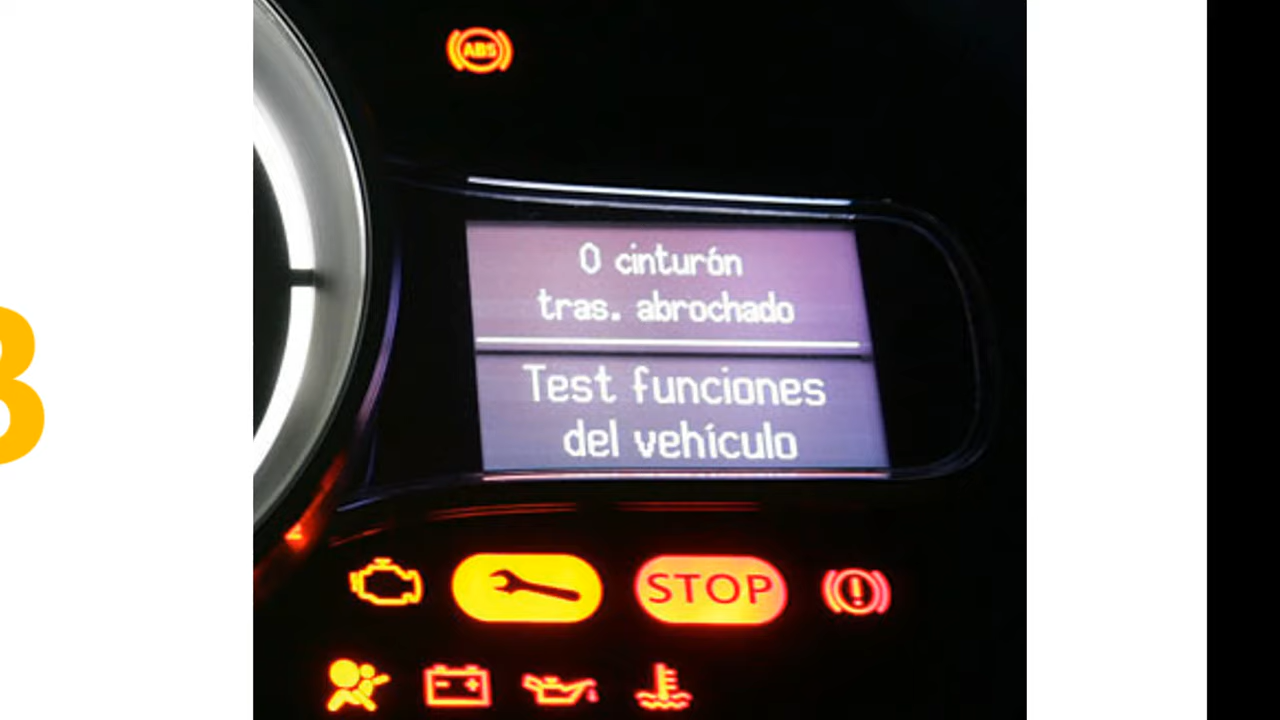 ABS
0 cinturón
tras. abrochado
Test funciones
del vehículo
STOP